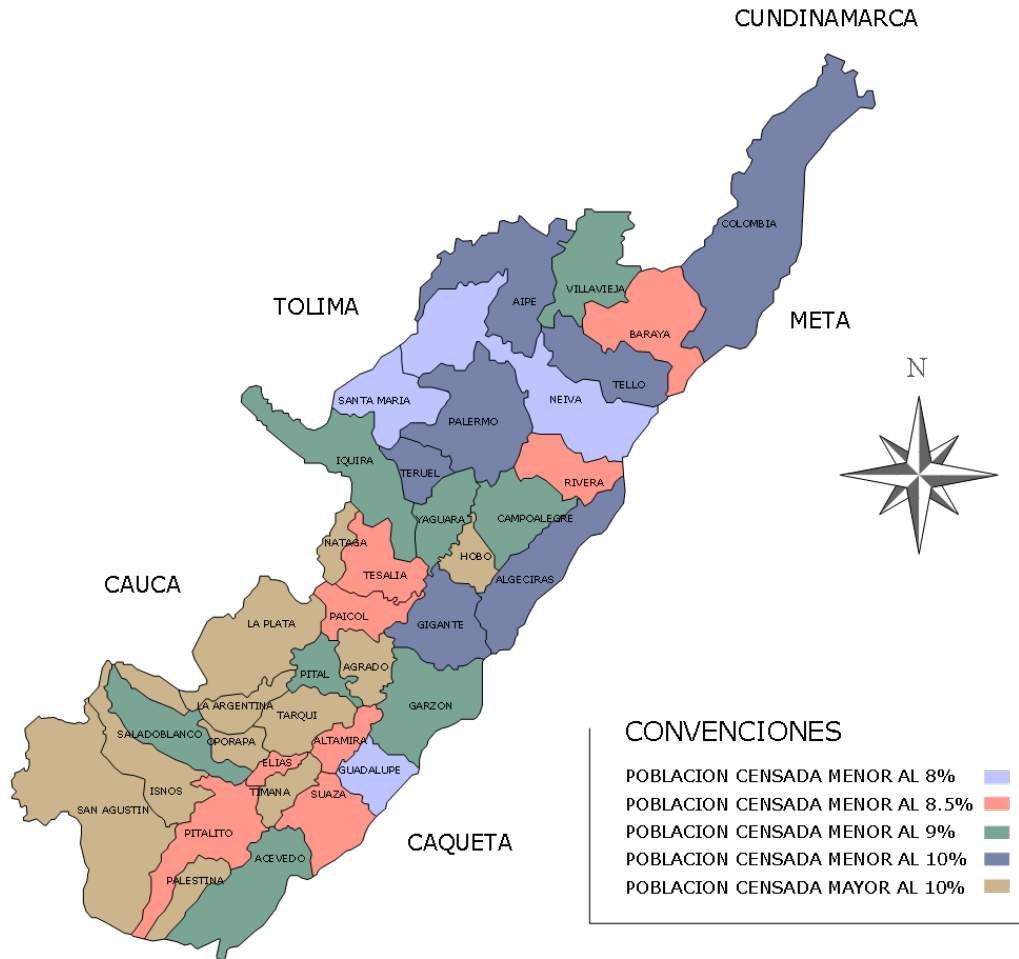 CUNDINAMARCA
COLOMBIA
VILLAVIEJA
AIPE
TOLIMA
META
BARAYA
N
TELLO
SANTA MARIA
NEIVA
PALERMO
IQUIRA
TERUEL
RIVERA
YAGUARA
CAMPOALEGRE
NATAGA
HOBO
TESALIA
ALGECIRAS
CAUCA
PAICOL
LA PLATA
GIGANTE
AGRADO
PITAL
LA ARGENTINA
GARZON
TARQUI
SALADOBLANCO
ALTAMIRA
OPORAPA
ELIAS
GUADALUPE
ISNOS
TIMANA
SUAZA
SAN AGUSTIN
PITALITO
CAQUETA
ACEVEDO
PALESTINA
CONVENCIONES
POBLACION CENSADA MENOR AL 8%
POBLACION CENSADA MENOR AL 8.5%
POBLACION CENSADA MENOR AL 9%
POBLACION CENSADA MENOR AL 10%
POBLACION CENSADA MAYOR AL 10%